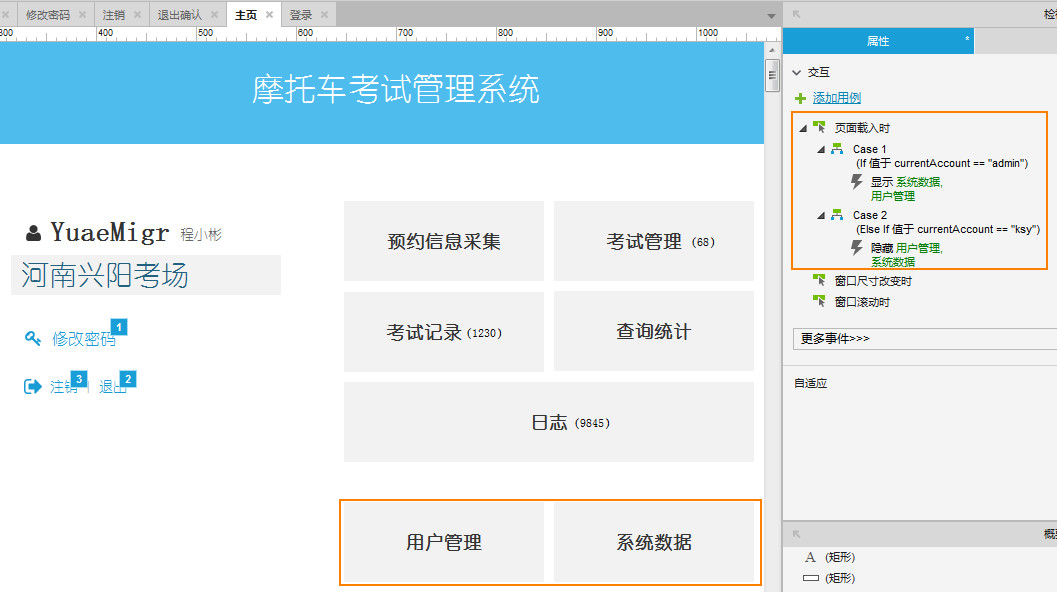 修改密码 注销 退出确认 主页 登录
300 400 500 600 700 800 900 1000
属性 *
交互
添加用例
页面载入时
Case 1
(If 值于 currentAccount == "admin")
显示 系统数据,
用户管理
Case 2
(Else If 值于 currentAccount == "ksy")
隐藏 用户管理,
系统数据
窗口尺寸改变时
窗口滚动时
更多事件>>>
自适应
A (矩形)
(矩形)
摩托车考试管理系统
YuaeMigr 程小彬
河南兴阳考场
修改密码 1
注销 3 | 退出 2
预约信息采集
考试管理 (68)
考试记录 (1230)
查询统计
日志 (9845)
用户管理
系统数据